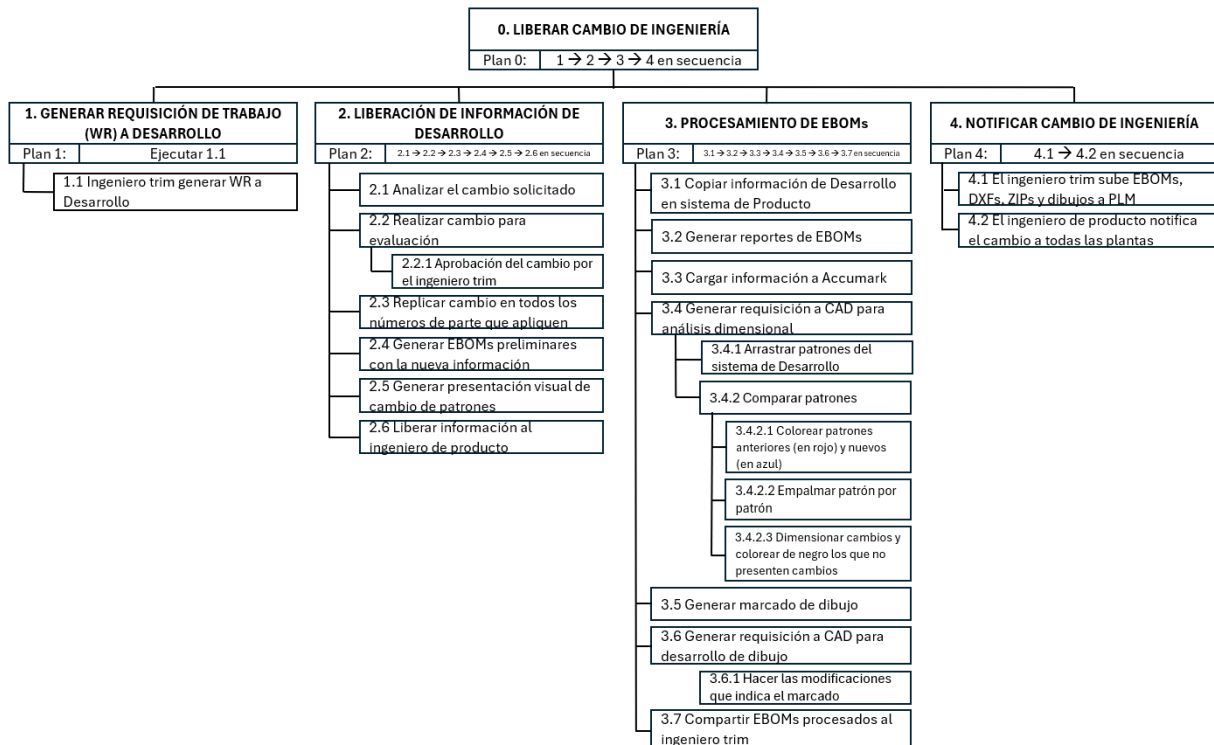 0. LIBERAR CAMBIO DE INGENIERÍA
Plan 0: 1 → 2 → 3 → 4 en secuencia
1. GENERAR REQUISICIÓN DE TRABAJO
(WR) A DESARROLLO
Plan 1: Ejecutar 1.1
1.1 Ingeniero trim generar WR a
Desarrollo
2. LIBERACIÓN DE INFORMACIÓN DE
DESARROLLO
Plan 2: 2.1 → 2.2 → 2.3 → 2.4 → 2.5 → 2.6 en secuencia
2.1 Analizar el cambio solicitado
2.2 Realizar cambio para
evaluación
2.2.1 Aprobación del cambio por
el ingeniero trim
2.3 Replicar cambio en todos los
números de parte que apliquen
2.4 Generar EBOMs preliminares
con la nueva información
2.5 Generar presentación visual de
cambio de patrones
2.6 Liberar información al
ingeniero de producto
3. PROCESAMIENTO DE EBOMs
Plan 3: 3.1 → 3.2 → 3.3 → 3.4 → 3.5 → 3.6 → 3.7 en secuencia
3.1 Copiar información de Desarrollo
en sistema de Producto
3.2 Generar reportes de EBOMs
3.3 Cargar información a Accumark
3.4 Generar requisición a CAD para
análisis dimensional
3.4.1 Arrastrar patrones del
sistema de Desarrollo
3.4.2 Comparar patrones
3.4.2.1 Colorear patrones
anteriores (en rojo) y nuevos
(en azul)
3.4.2.2 Empalmar patrón por
patrón
3.4.2.3 Dimensionar cambios y
colorear de negro los que no
presenten cambios
3.5 Generar marcado de dibujo
3.6 Generar requisición a CAD para
desarrollo de dibujo
3.6.1 Hacer las modificaciones
que indica el marcado
3.7 Compartir EBOMs procesados al
ingeniero trim
4. NOTIFICAR CAMBIO DE INGENIERÍA
Plan 4: 4.1 → 4.2 en secuencia
4.1 El ingeniero trim sube EBOMs,
DXFs, ZIPs y dibujos a PLM
4.2 El ingeniero de producto notifica
el cambio a todas las plantas